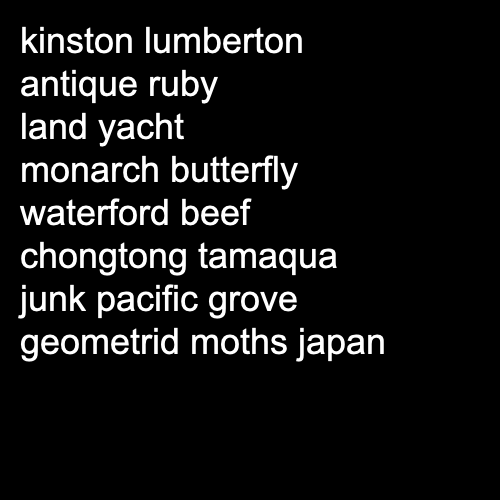 kinston lumberton
antique ruby
land yacht
monarch butterfly
waterford beef
chongtong tamaqua
junk pacific grove
geometrid moths japan